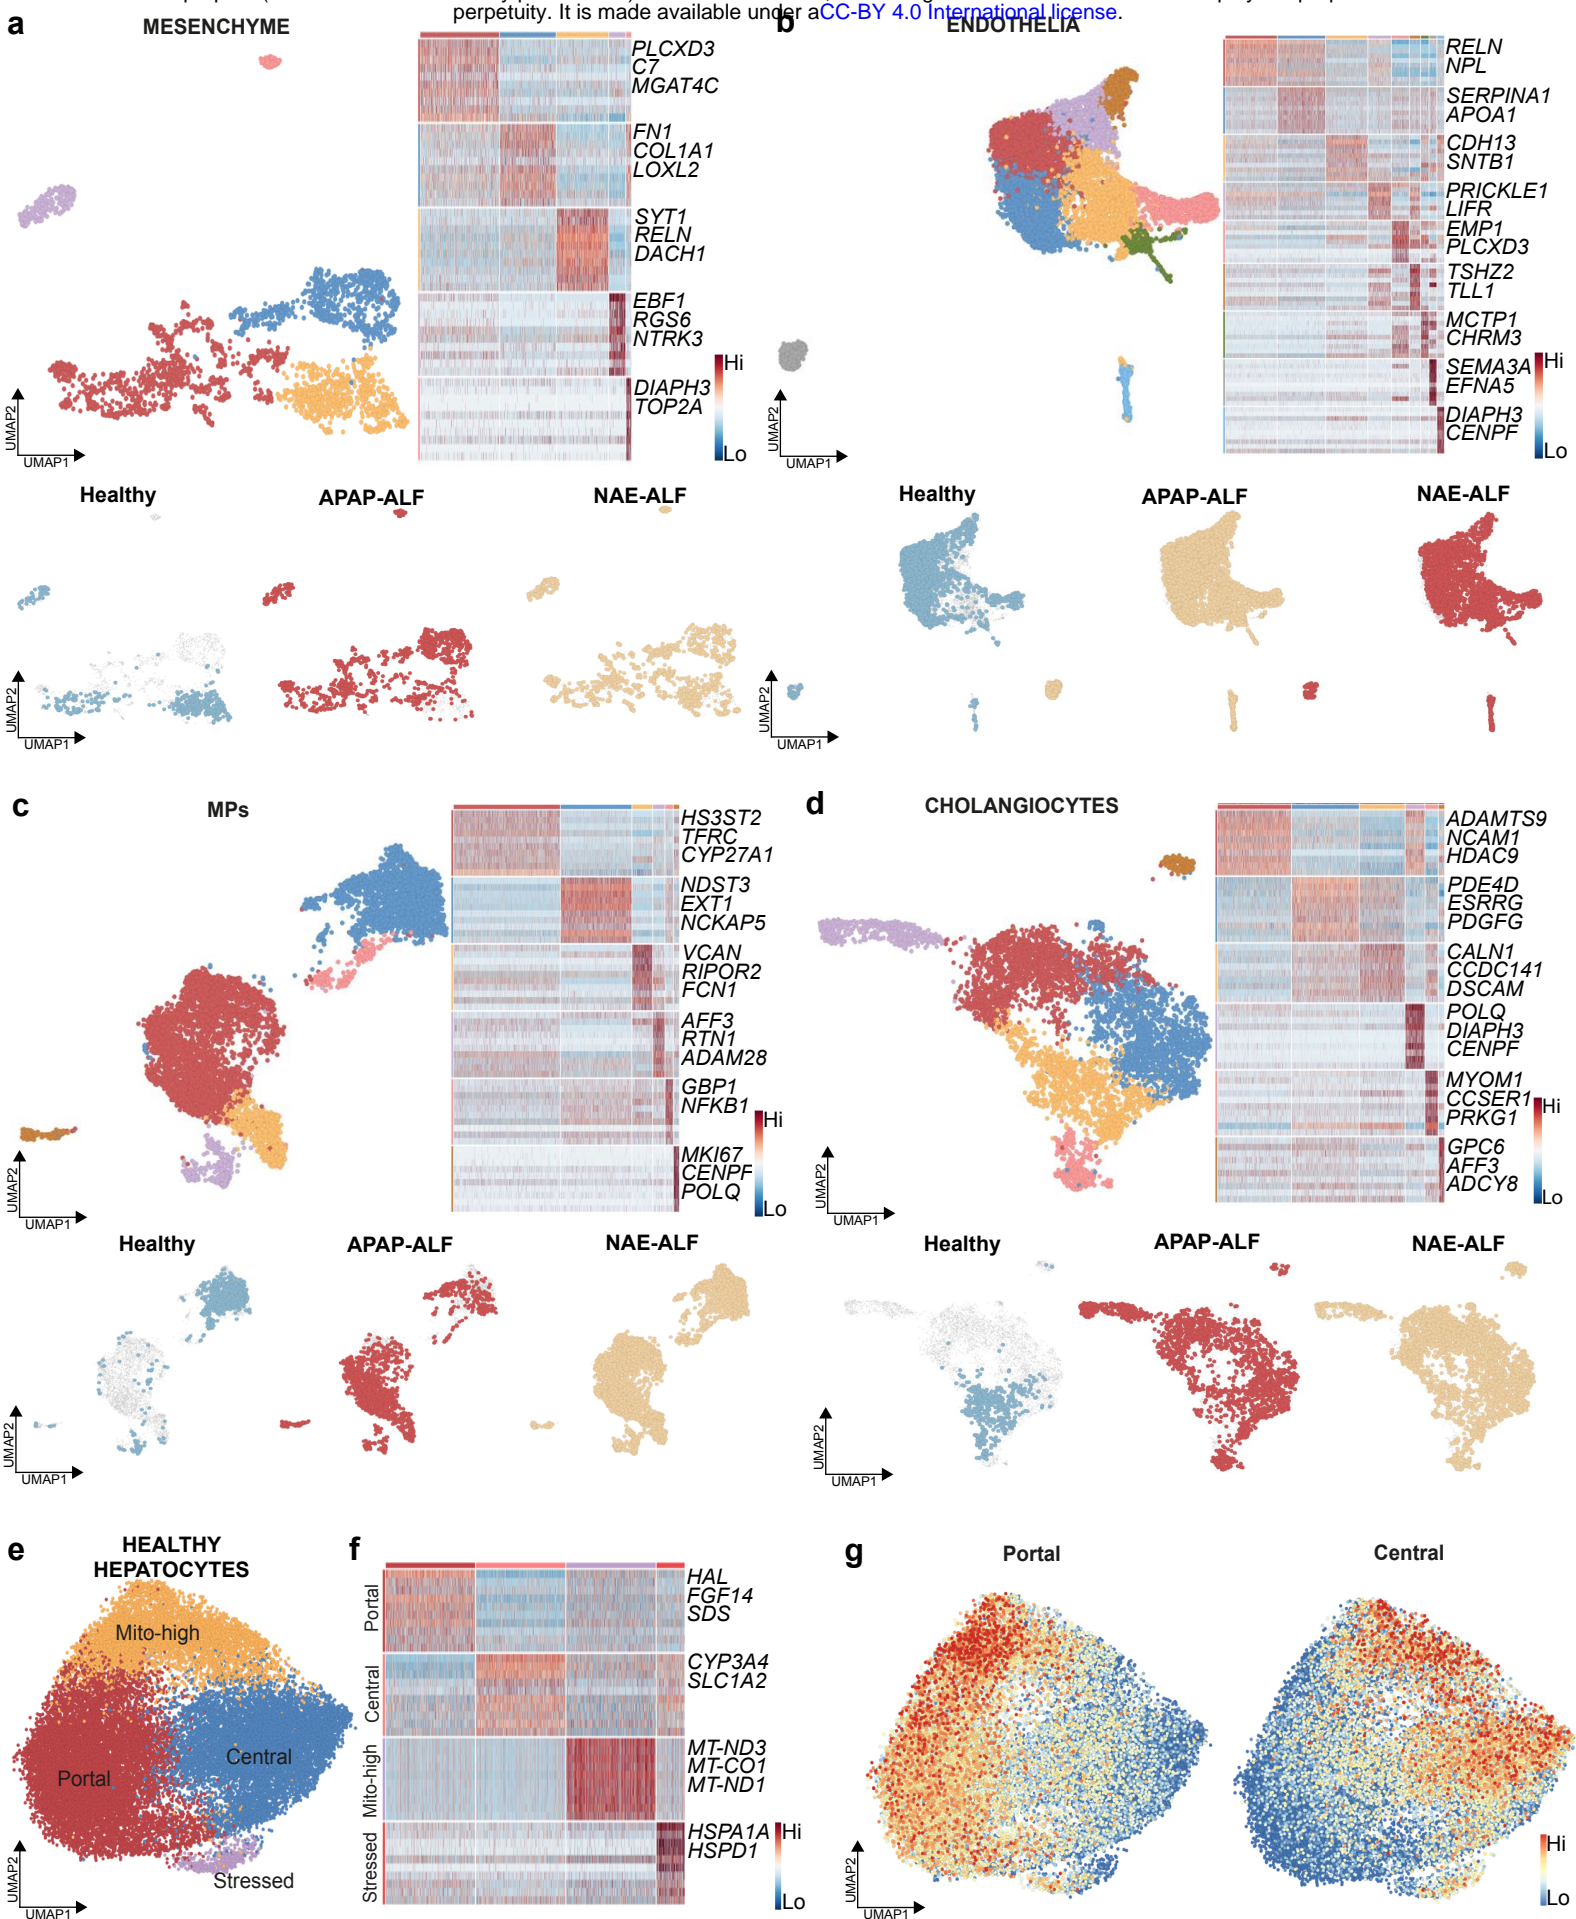 perpetuity. It is made available under aCC-BY 4.0 International license.
a
MESENCHYME
PLCXD3
C7
MGAT4C
FN1
COL1A1
LOXL2
SYT1
RELN
DACH1
EBF1
RGS6
NTRK3
DIAPH3
TOP2A
Hi
Lo
UMAP2
UMAP1
Healthy
APAP-ALF
NAE-ALF
UMAP2
UMAP1
b
ENDOTHELIA
RELN
NPL
SERPINA1
APOA1
CDH13
SNTB1
PRICKLE1
LIFR
EMP1
PLCXD3
TSHZ2
TLL1
MCTP1
CHRM3
SEMA3A
EFNA5
DIAPH3
CENPF
Hi
Lo
UMAP2
UMAP1
Healthy
APAP-ALF
NAE-ALF
UMAP2
UMAP1
c
MPs
HS3ST2
TFRC
CYP27A1
NDST3
EXT1
NCKAP5
VCAN
RIPOR2
FCN1
AFF3
RTN1
ADAM28
GBP1
NFKB1
MKI67
CENPF
POLQ
Hi
Lo
UMAP2
UMAP1
Healthy
APAP-ALF
NAE-ALF
UMAP2
UMAP1
d
CHOLANGIOCYTES
ADAMTS9
NCAM1
HDAC9
PDE4D
ESRRG
PDGFG
CALN1
CCDC141
DSCAM
POLQ
DIAPH3
CENPF
MYOM1
CCSER1
PRKG1
GPC6
AFF3
ADCY8
Hi
Lo
UMAP2
UMAP1
Healthy
APAP-ALF
NAE-ALF
UMAP2
UMAP1
e
HEALTHY
HEPATOCYTES
Mito-high
Central
Portal
Stressed
UMAP2
UMAP1
f
Portal
Central
Mito-high
Stressed
HAL
FGF14
SDS
CYP3A4
SLC1A2
MT-ND3
MT-CO1
MT-ND1
HSPA1A
HSPD1
Hi
Lo
g
Portal
Central
UMAP2
UMAP1
Hi
Lo